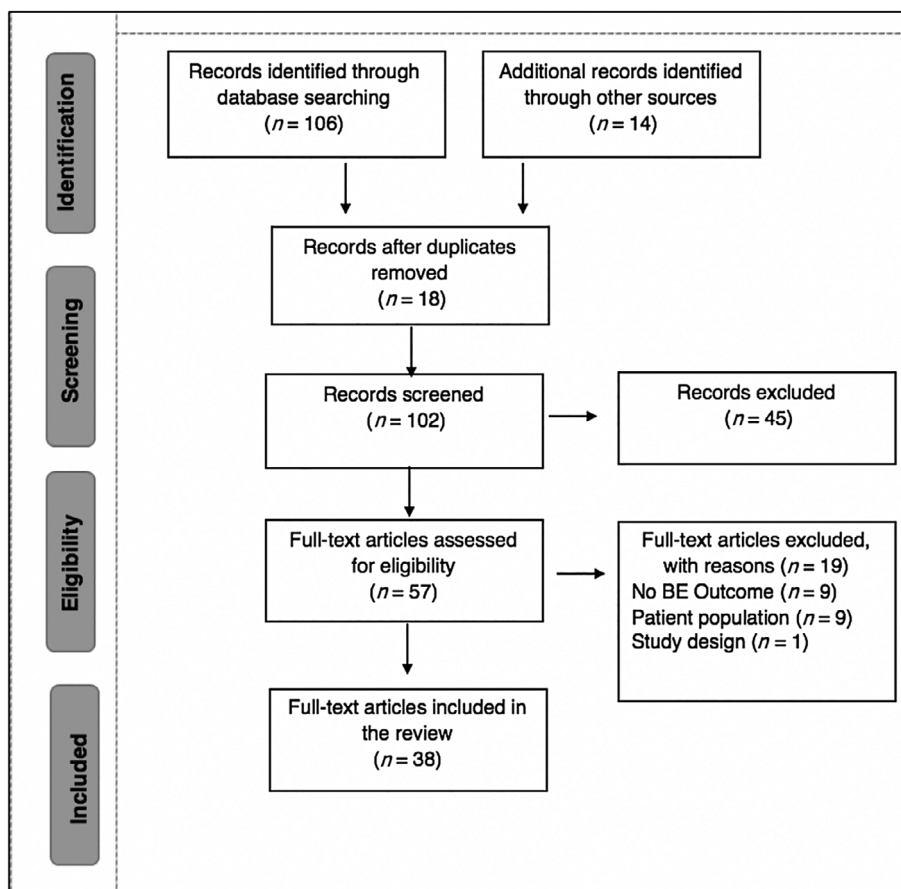 Identification
Records identified through
database searching
(n = 106)
Additional records identified
through other sources
(n = 14)
Records after duplicates
removed
(n = 18)
Screening
Records screened
(n = 102)
Records excluded
(n = 45)
Eligibility
Full-text articles assessed
for eligibility
(n = 57)
Full-text articles excluded,
with reasons (n = 19)
No BE Outcome (n = 9)
Patient population (n = 9)
Study design (n = 1)
Included
Full-text articles included in
the review
(n = 38)